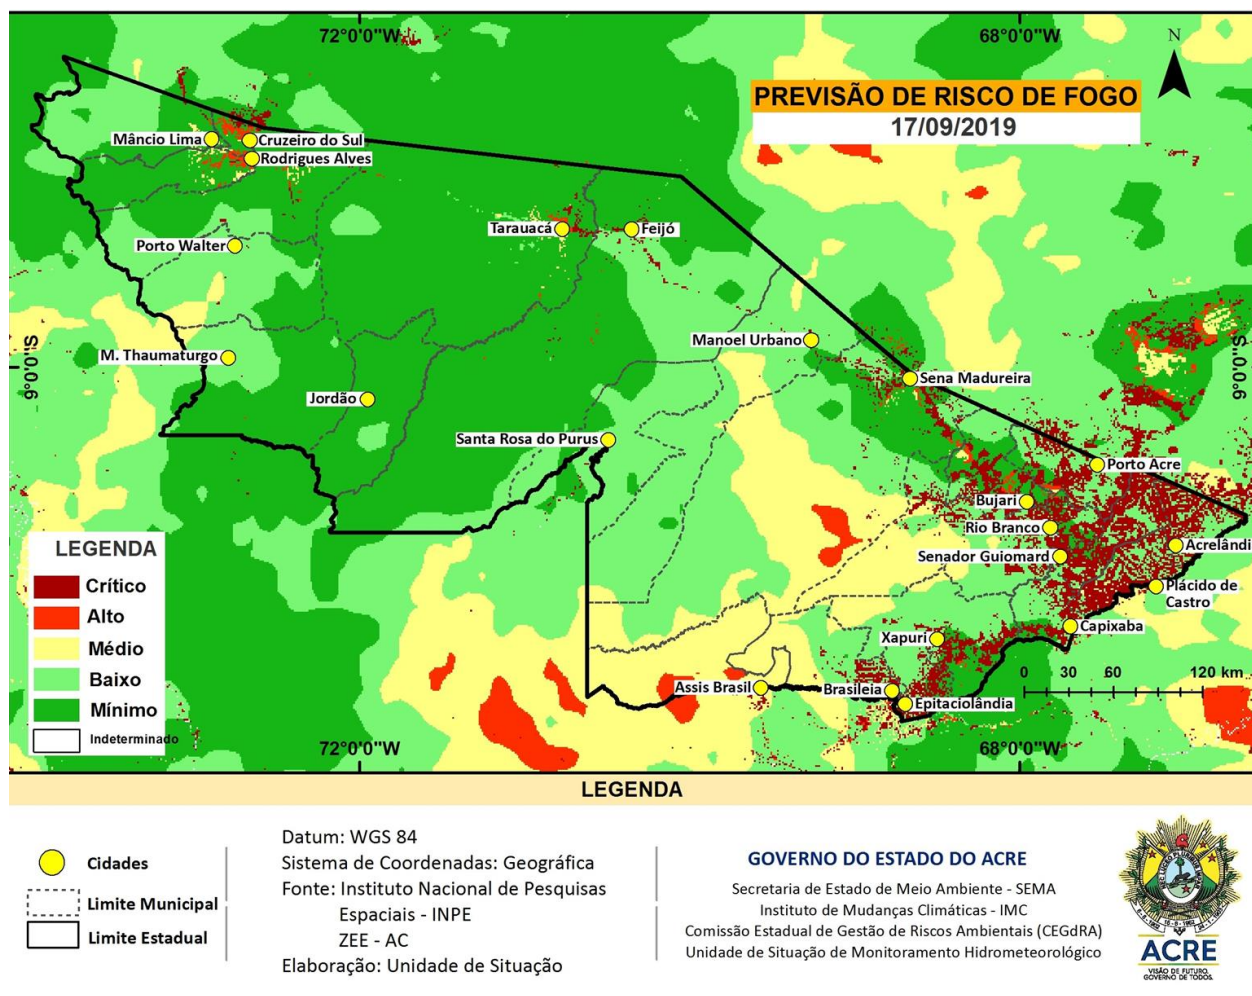 72°0'0"W
68°0'0"W
N
PREVISÃO DE RISCO DE FOGO
17/09/2019
Mâncio Lima
Cruzeiro do Sul
Rodrigues Alves
Tarauacá
Feijó
Porto Walter
Manoel Urbano
M. Thaumaturgo
9°0'0"S
9°0'0"S
Sena Madureira
Jordão
Santa Rosa do Purus
Porto Acre
Bujari
Rio Branco
Acrelândi
Senador Guiomard
Plácido de
Castro
Capixaba
Xapuri
Assis Brasil
Brasileia
Epitaciolândia
0 30 60 120 km
LEGENDA
Crítico
Alto
Médio
Baixo
Mínimo
Indeterminado
72°0'0"W
68°0'0"W
LEGENDA
Cidades
Limite Municipal
Limite Estadual
Datum: WGS 84
Sistema de Coordenadas: Geográfica
Fonte: Instituto Nacional de Pesquisas
Espaciais - INPE
ZEE - AC
Elaboração: Unidade de Situação
GOVERNO DO ESTADO DO ACRE
Secretaria de Estado de Meio Ambiente - SEMA
Instituto de Mudanças Climáticas - IMC
Comissão Estadual de Gestão de Riscos Ambientais (CEGdRA)
Unidade de Situação de Monitoramento Hidrometeorológico
ACRE
VISÃO DE FUTURO.
GOVERNO DE TODOS.